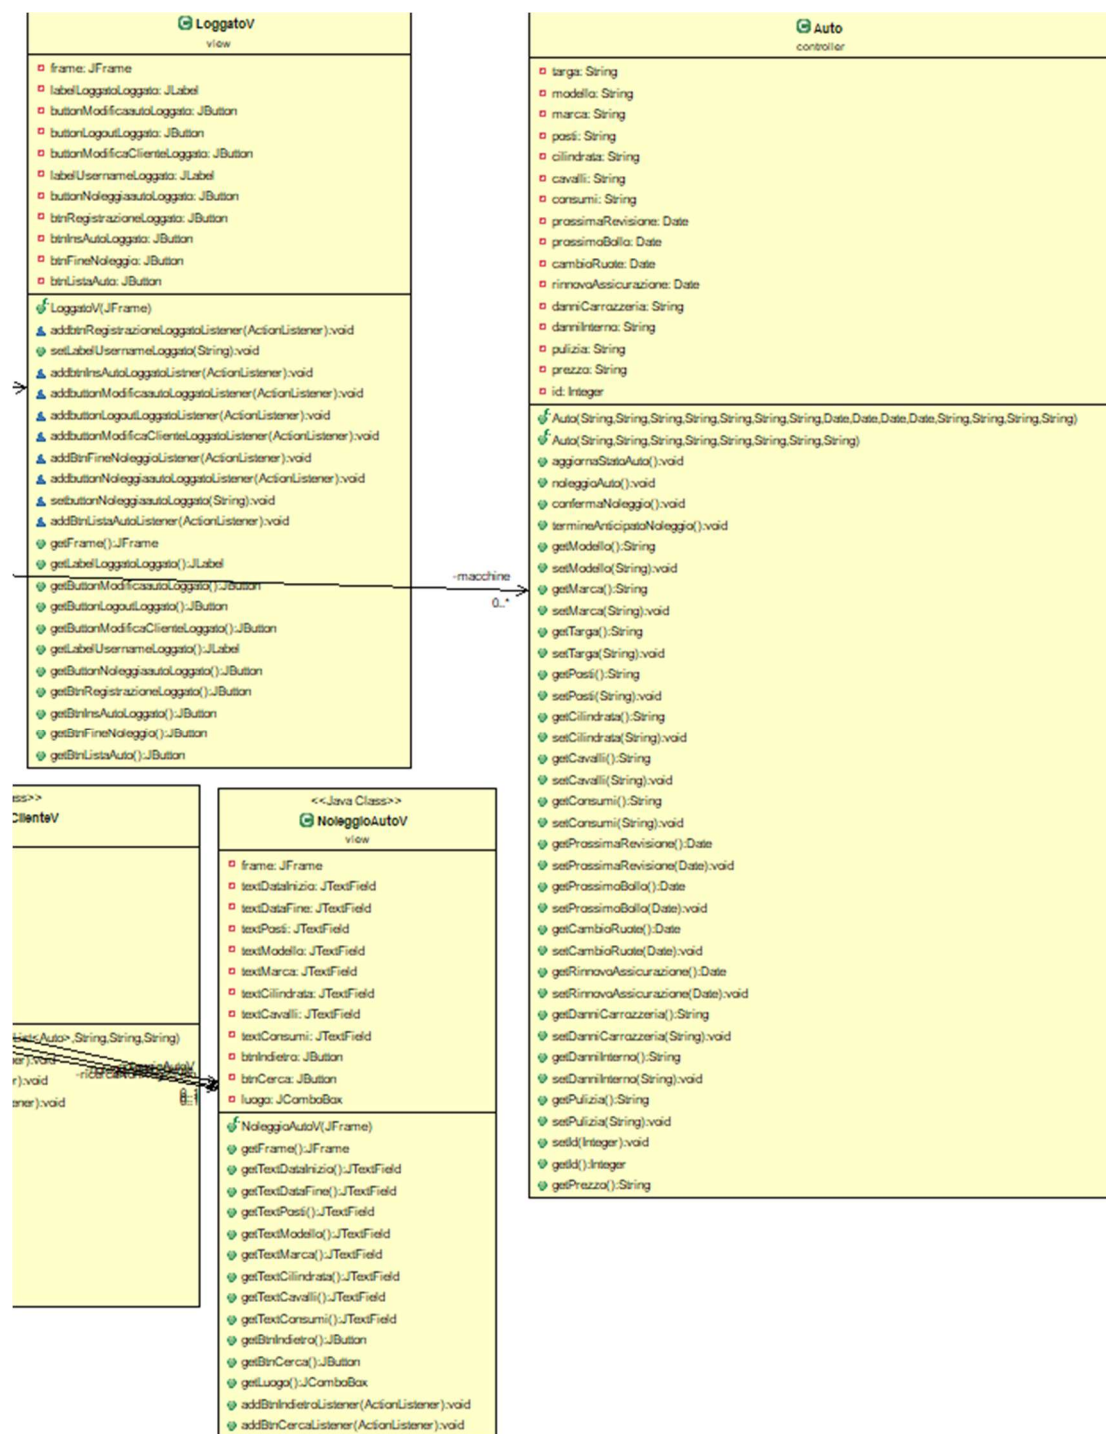 LoggatoV
view
frame: JFrame
labelLoggatoLoggato: JLabel
buttonModificaautoLoggato: JButton
buttonLogoutLoggato: JButton
buttonModificaClienteLoggato: JButton
labelUsernameLoggato: JLabel
buttonNoleggiaautoLoggato: JButton
btnRegistrazioneLoggato: JButton
btnInsAutoLoggato: JButton
btnFineNoleggio: JButton
btnListaAuto: JButton
LoggatoV(JFrame)
addbtnRegistrazioneLoggatoListener(ActionListener):void
setLabelUsernameLoggato(String):void
addbtnInsAutoLoggatoListner(ActionListener):void
addbuttonModificaautoLoggatoListener(ActionListener):void
addbuttonLogoutLoggatoListener(ActionListener):void
addbuttonModificaClienteLoggatoListener(ActionListener):void
addBtnFineNoleggioListener(ActionListener):void
addbuttonNoleggiaautoLoggatoListener(ActionListener):void
setbuttonNoleggiaautoLoggato(String):void
addBtnListaAutoListener(ActionListener):void
getFrame():JFrame
getLabelLoggatoLoggato():JLabel
getButtonModificaautoLoggato():JButton
getButtonLogoutLoggato():JButton
getButtonModificaClienteLoggato():JButton
getLabelUsernameLoggato():JLabel
getButtonNoleggiaautoLoggato():JButton
getBtnRegistrazioneLoggato():JButton
getBtnInsAutoLoggato():JButton
getBtnFineNoleggio():JButton
getBtnListaAuto():JButton
-macchine
0..*
Auto
controller
targa: String
modello: String
marca: String
posti: String
cilindrata: String
cavalli: String
consumi: String
prossimaRevisione: Date
prossimoBollo: Date
cambioRuote: Date
rinnovoAssicurazione: Date
danniCarrozzeria: String
danniInterno: String
pulizia: String
prezzo: String
id: Integer
Auto(String,String,String,String,String,String,String,Date,Date,Date,Date,String,String,String,String)
Auto(String,String,String,String,String,String,String,String)
aggiornaStatoAuto():void
noleggioAuto():void
confermaNoleggio():void
termineAnticipatoNoleggio():void
getModello():String
setModello(String):void
getMarca():String
setMarca(String):void
getTarga():String
setTarga(String):void
getPosti():String
setPosti(String):void
getCilindrata():String
setCilindrata(String):void
getCavalli():String
setCavalli(String):void
getConsumi():String
setConsumi(String):void
getProssimaRevisione():Date
setProssimaRevisione(Date):void
getProssimoBollo():Date
setProssimoBollo(Date):void
getCambioRuote():Date
setCambioRuote(Date):void
getRinnovoAssicurazione():Date
setRinnovoAssicurazione(Date):void
getDanniCarrozzeria():String
setDanniCarrozzeria(String):void
getDanniInterno():String
setDanniInterno(String):void
getPulizia():String
setPulizia(String):void
setId(Integer):void
getId():Integer
getPrezzo():String
ass>>
ClienteV
List<Auto>,String,String,String)
ner):void
r):void
ener):void
<<Java Class>>
NoleggioAutoV
view
frame: JFrame
textDataInizio: JTextField
textDataFine: JTextField
textPosti: JTextField
textModello: JTextField
textMarca: JTextField
textCilindrata: JTextField
textCavalli: JTextField
textConsumi: JTextField
btnIndietro: JButton
btnCerca: JButton
luogo: JComboBox
NoleggioAutoV(JFrame)
getFrame():JFrame
getTextDataInizio():JTextField
getTextDataFine():JTextField
getTextPosti():JTextField
getTextModello():JTextField
getTextMarca():JTextField
getTextCilindrata():JTextField
getTextCavalli():JTextField
getTextConsumi():JTextField
getBtnIndietro():JButton
getBtnCerca():JButton
getLuogo():JComboBox
addBtnIndietroListener(ActionListener):void
addBtnCercaListener(ActionListener):void